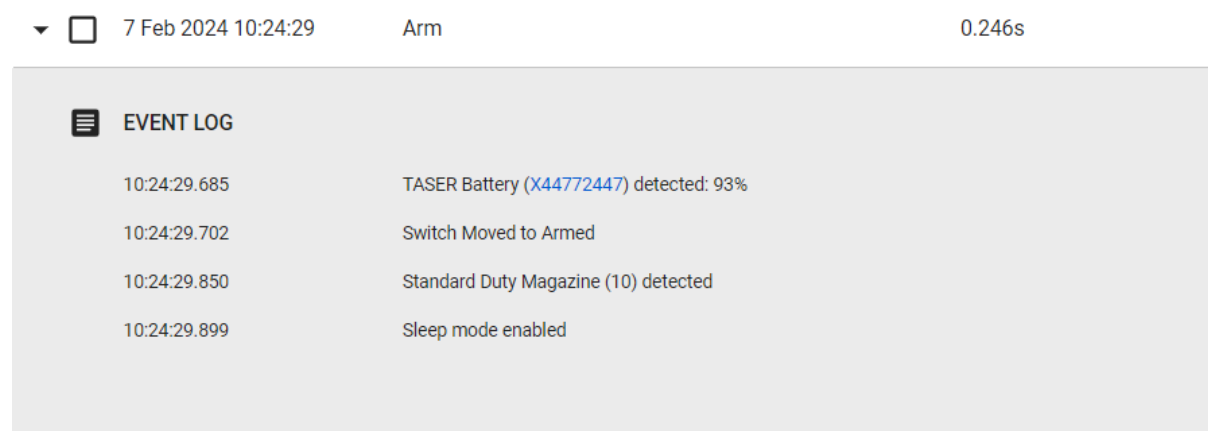 7 Feb 2024 10:24:29 Arm 0.246s
EVENT LOG
10:24:29.685 TASER Battery (X44772447) detected: 93%
10:24:29.702 Switch Moved to Armed
10:24:29.850 Standard Duty Magazine (10) detected
10:24:29.899 Sleep mode enabled